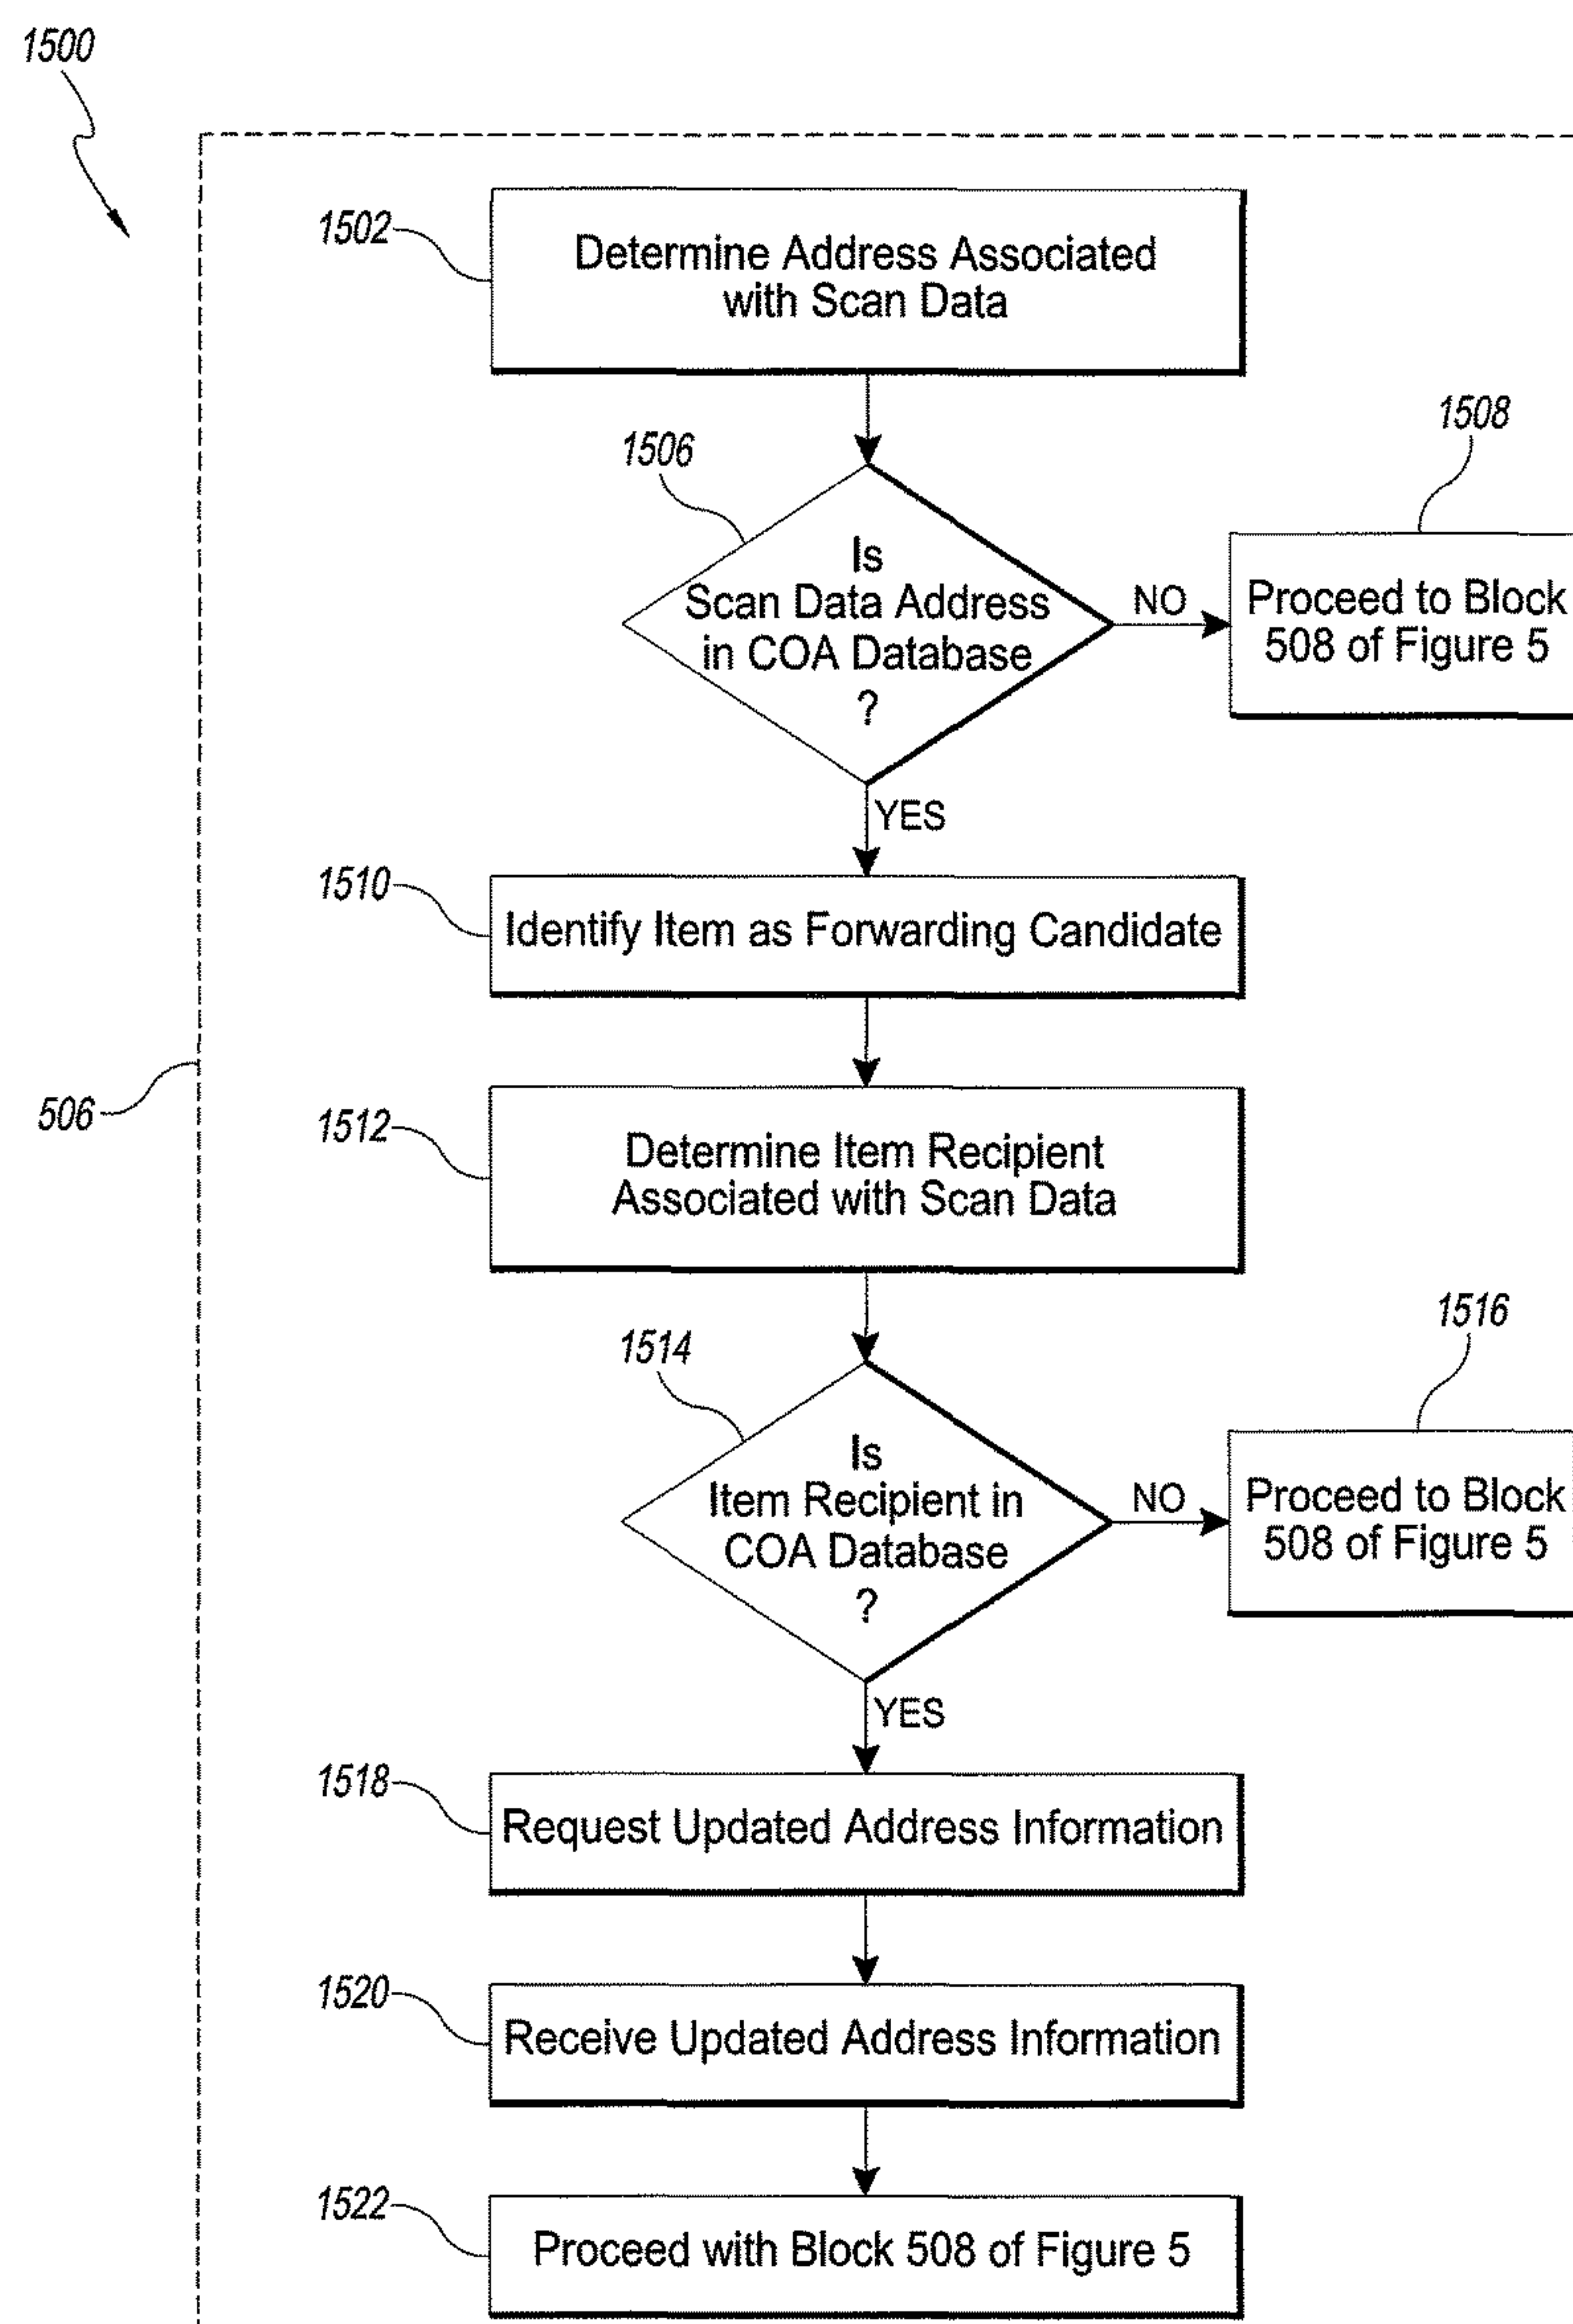 1500
1502
Determine Address Associated
with Scan Data
1506
1508
Is
Scan Data Address
in COA Database
?
NO
Proceed to Block
508 of Figure 5
YES
1510
Identify Item as Forwarding Candidate
506
1512
Determine Item Recipient
Associated with Scan Data
1514
1516
Is
Item Recipient in
COA Database
?
NO
Proceed to Block
508 of Figure 5
YES
1518
Request Updated Address Information
1520
Receive Updated Address Information
1522
Proceed with Block 508 of Figure 5